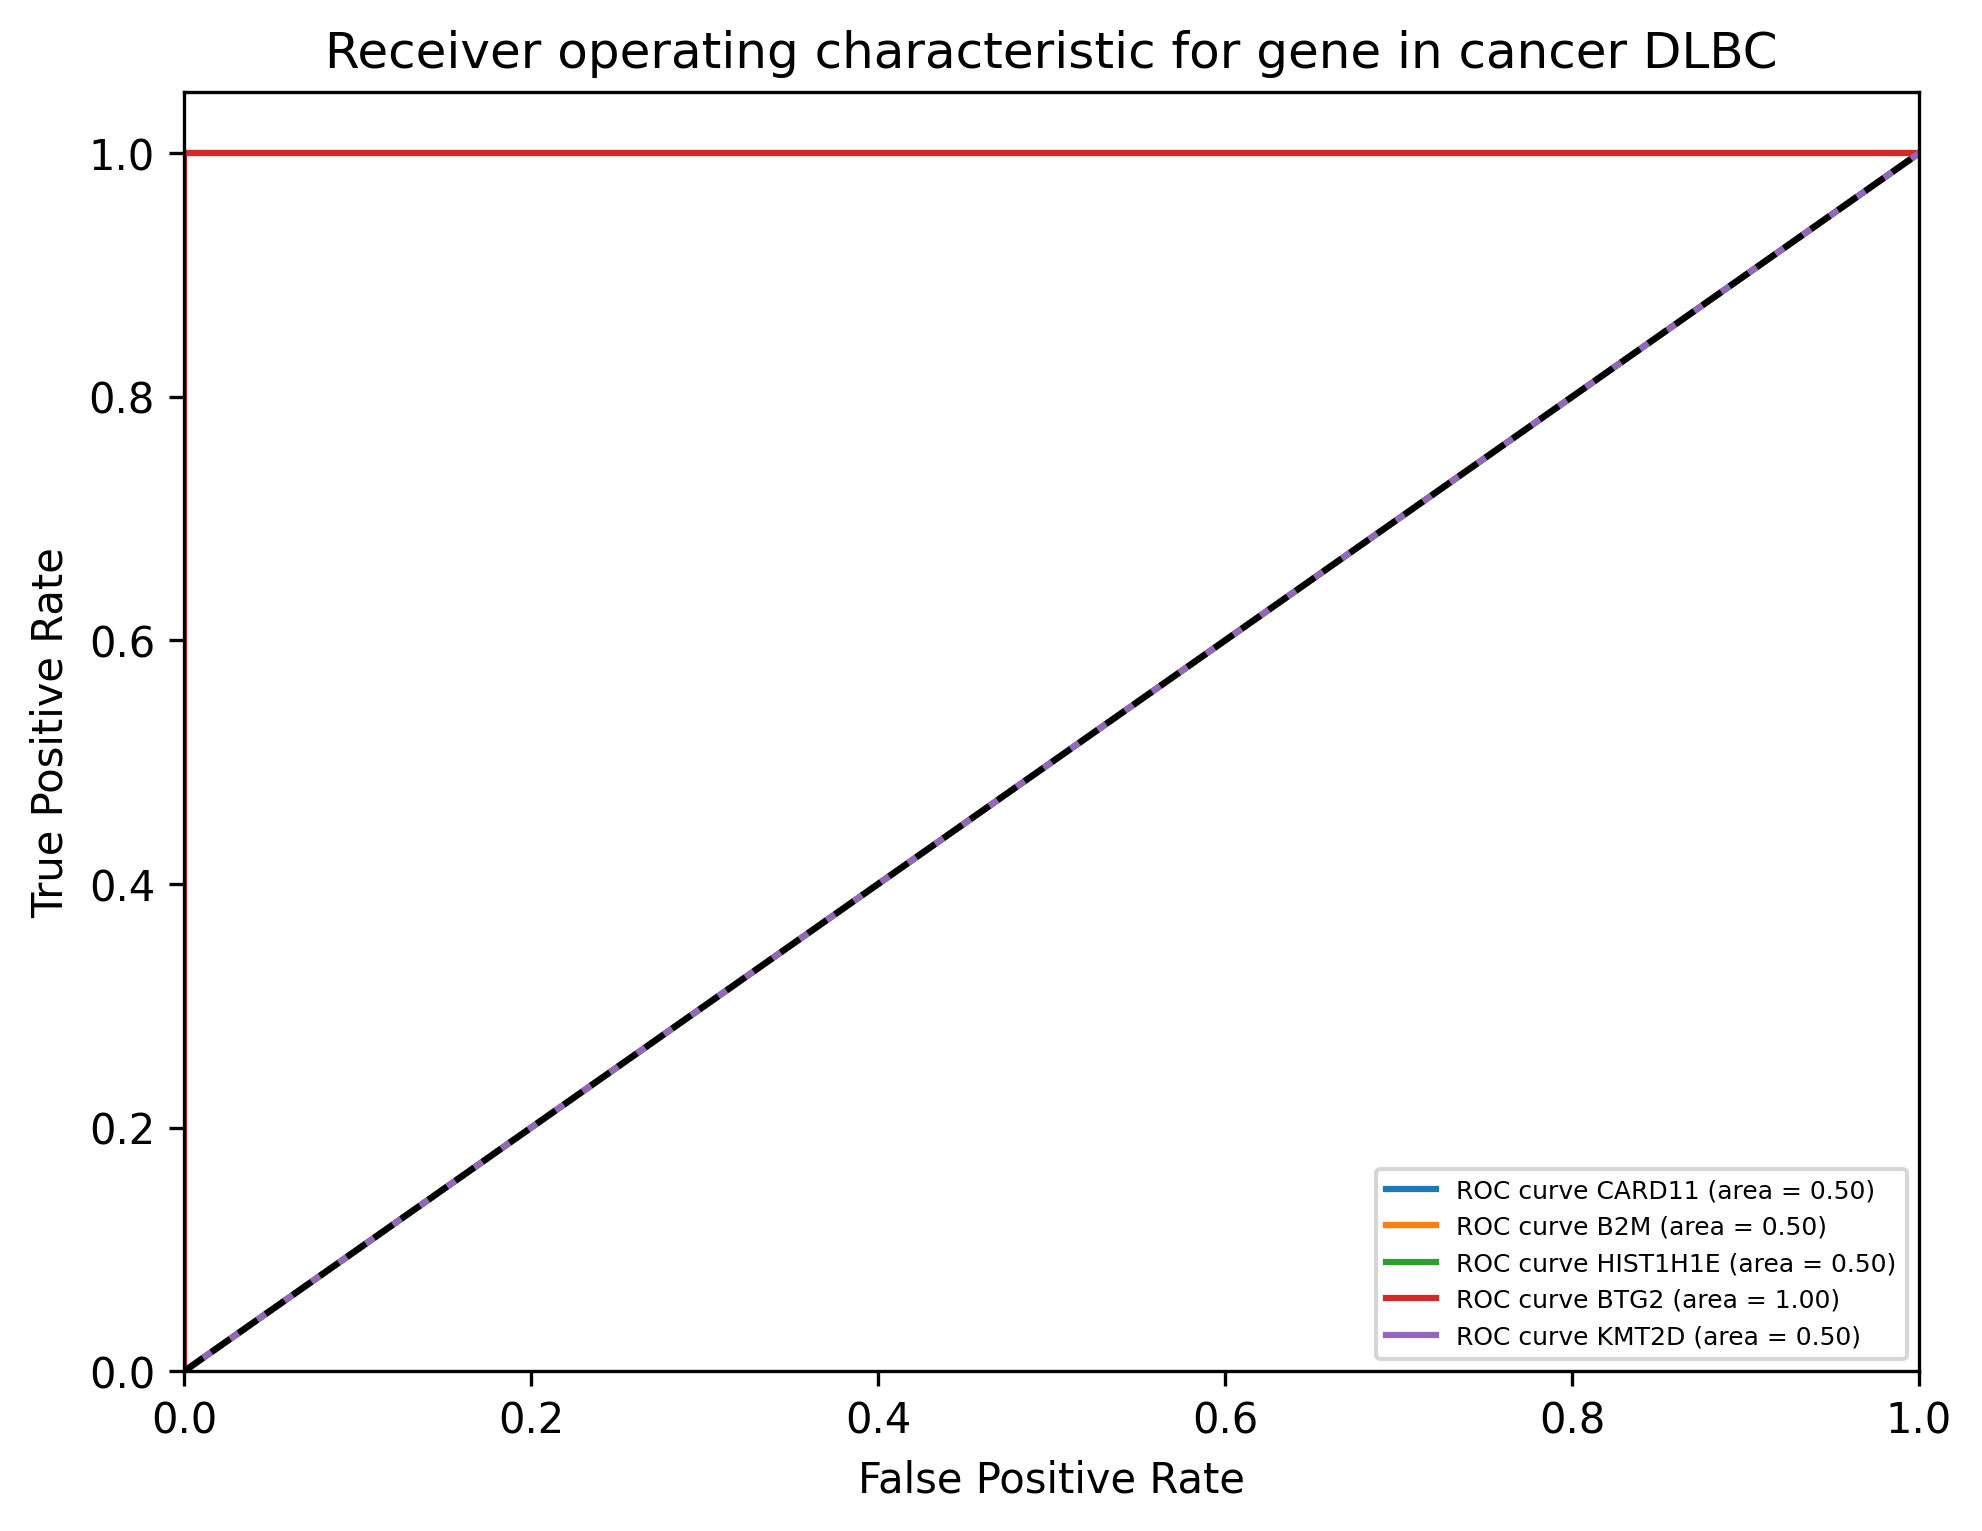 Receiver operating characteristic for gene in cancer DLBC
True Positive Rate
1.0
0.8
0.6
0.4
0.2
0.0
ROC curve CARD11 (area = 0.50)
ROC curve B2M (area = 0.50)
ROC curve HIST1H1E (area = 0.50)
ROC curve BTG2 (area = 1.00)
ROC curve KMT2D (area = 0.50)
0.0 0.2 0.4 0.6 0.8 1.0
False Positive Rate